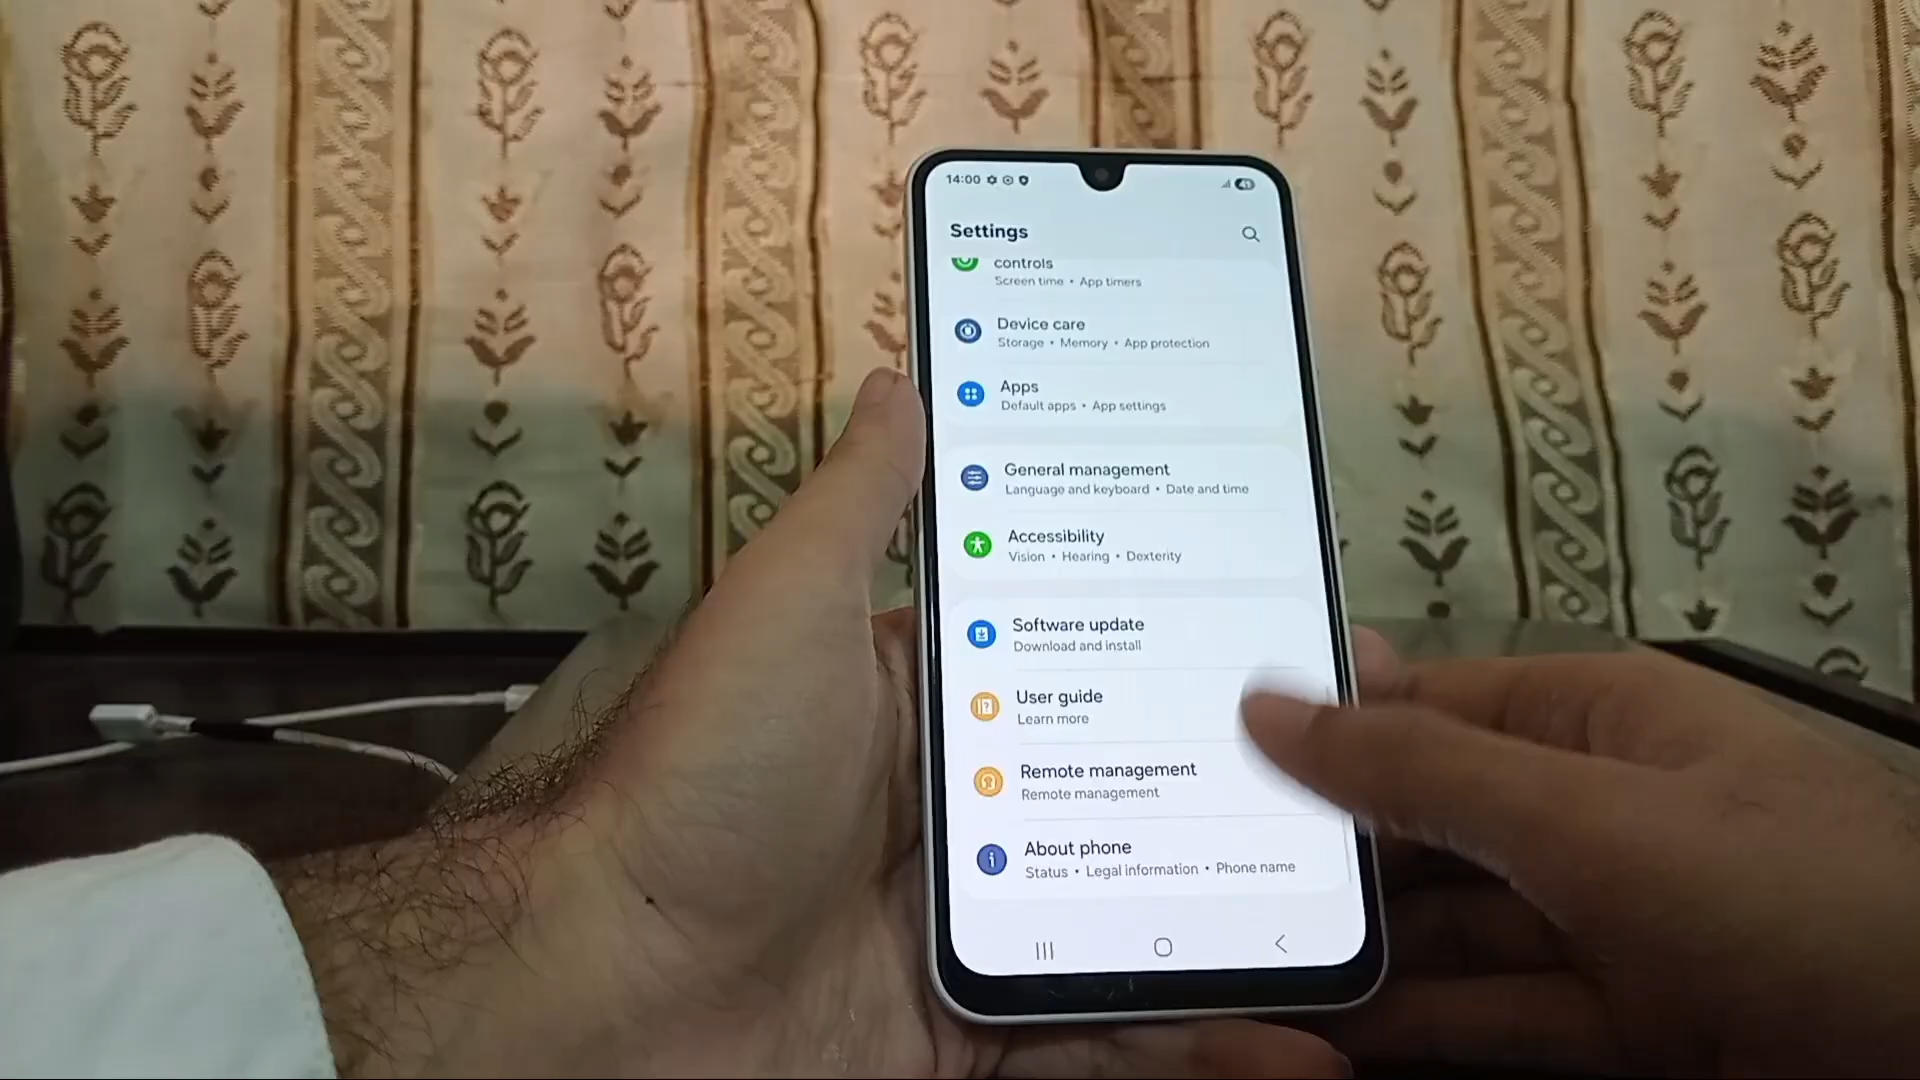 14:00
Settings
controls
Screen time • App timers
Device care
Storage • Memory • App protection
Apps
Default apps • App settings
General management
Language and keyboard • Date and time
Accessibility
Vision • Hearing • Dexterity
Software update
Download and install
User guide
Learn more
Remote management
Remote management
About phone
Status • Legal information • Phone name